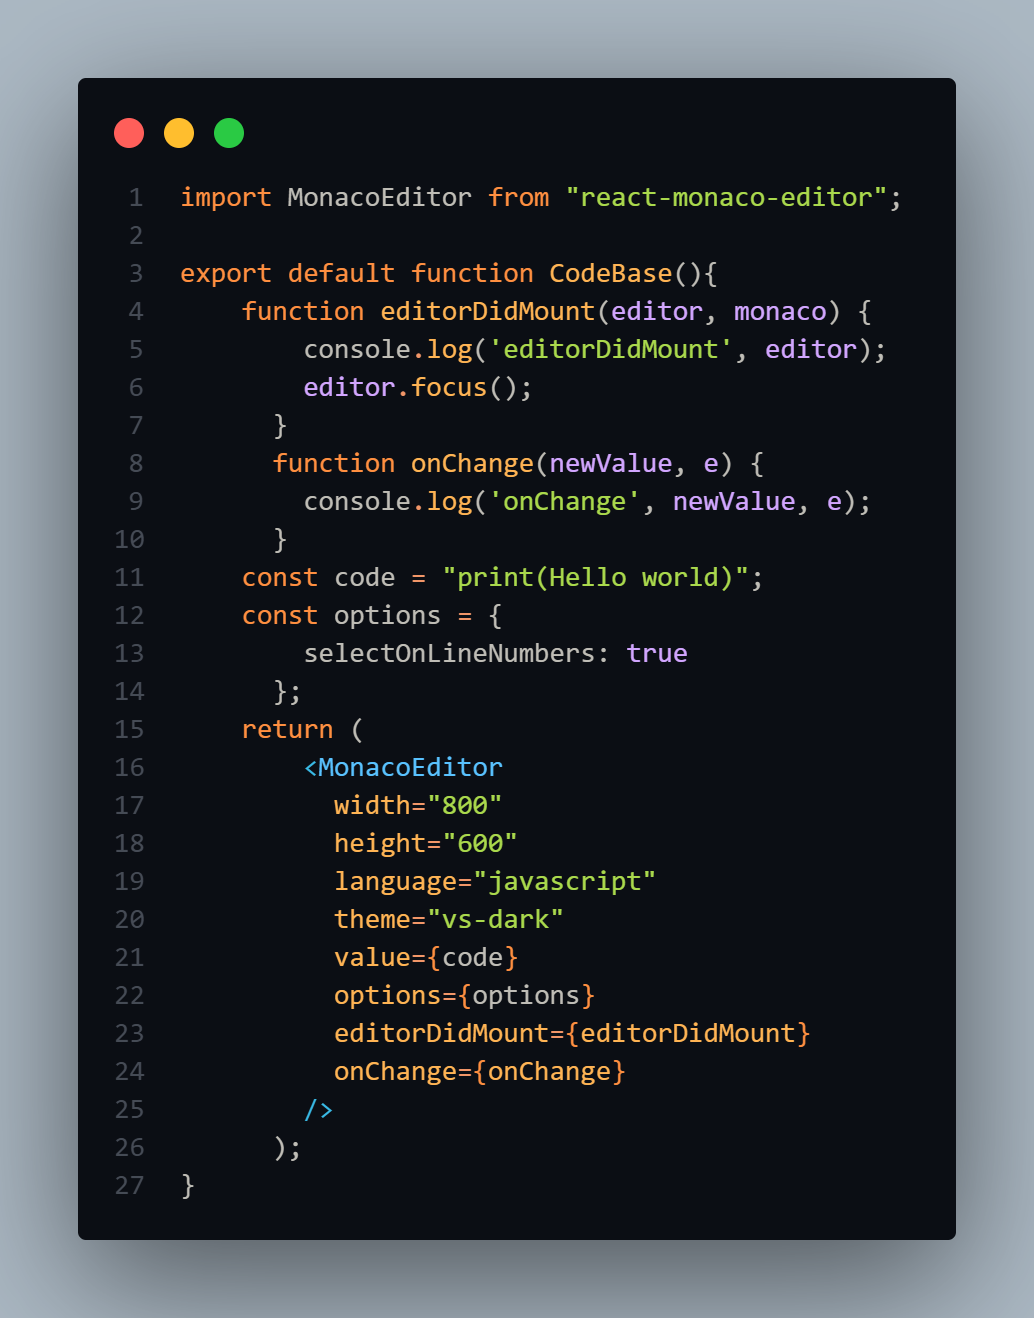 1 import MonacoEditor from "react-monaco-editor";
2
3 export default function CodeBase(){
4     function editorDidMount(editor, monaco) {
5         console.log('editorDidMount', editor);
6         editor.focus();
7       }
8       function onChange(newValue, e) {
9         console.log('onChange', newValue, e);
10       }
11     const code = "print(Hello world)";
12     const options = {
13         selectOnLineNumbers: true
14       };
15     return (
16         <MonacoEditor
17           width="800"
18           height="600"
19           language="javascript"
20           theme="vs-dark"
21           value={code}
22           options={options}
23           editorDidMount={editorDidMount}
24           onChange={onChange}
25         />
26       );
27 }